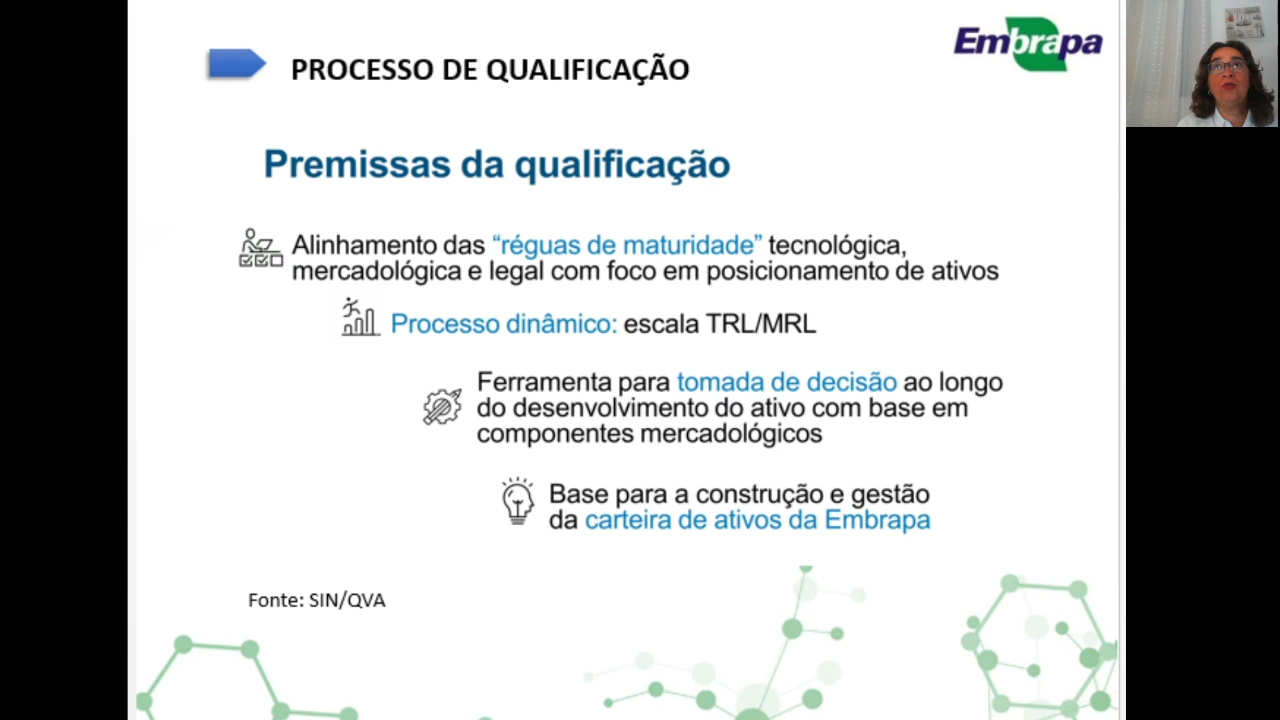 Embrapa
PROCESSO DE QUALIFICAÇÃO
Premissas da qualificação
Alinhamento das “réguas de maturidade” tecnológica,
mercadológica e legal com foco em posicionamento de ativos
Processo dinâmico: escala TRL/MRL
Ferramenta para tomada de decisão ao longo
do desenvolvimento do ativo com base em
componentes mercadológicos
Base para a construção e gestão
da carteira de ativos da Embrapa
Fonte: SIN/QVA